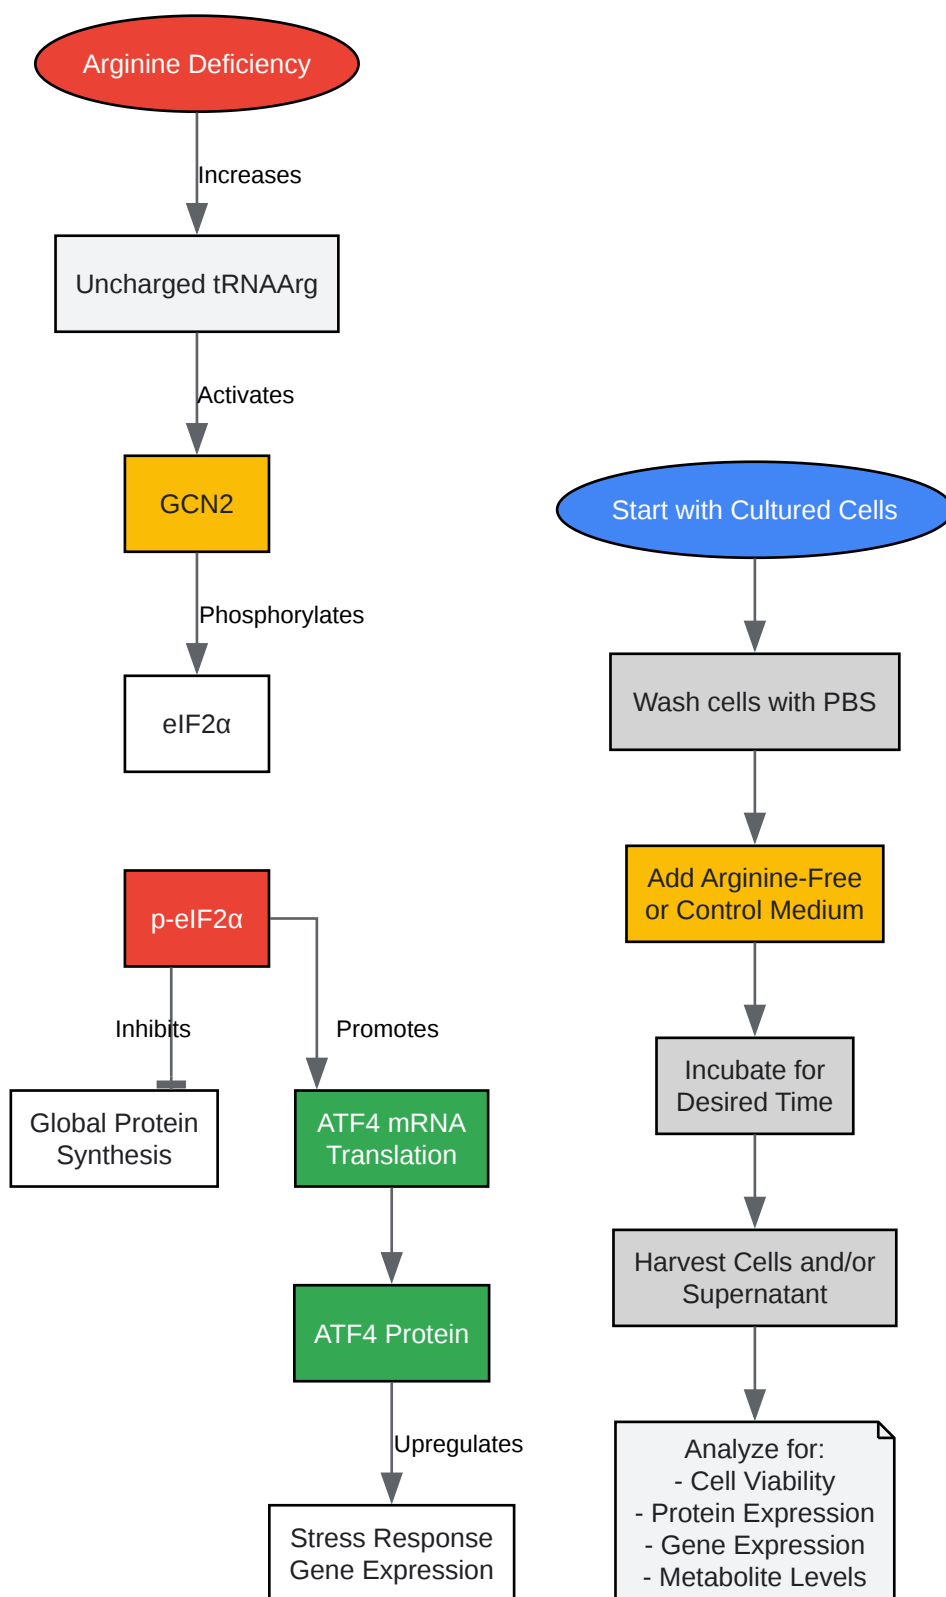 Arginine Deficiency
Increases
Uncharged tRNAArg
Activates
GCN2
Phosphorylates
eIF2α
p-eIF2α
Inhibits
Promotes
Global Protein
Synthesis
ATF4 mRNA
Translation
ATF4 Protein
Upregulates
Stress Response
Gene Expression
Start with Cultured Cells
Wash cells with PBS
Add Arginine-Free
or Control Medium
Incubate for
Desired Time
Harvest Cells and/or
Supernatant
Analyze for:
- Cell Viability
- Protein Expression
- Gene Expression
- Metabolite Levels